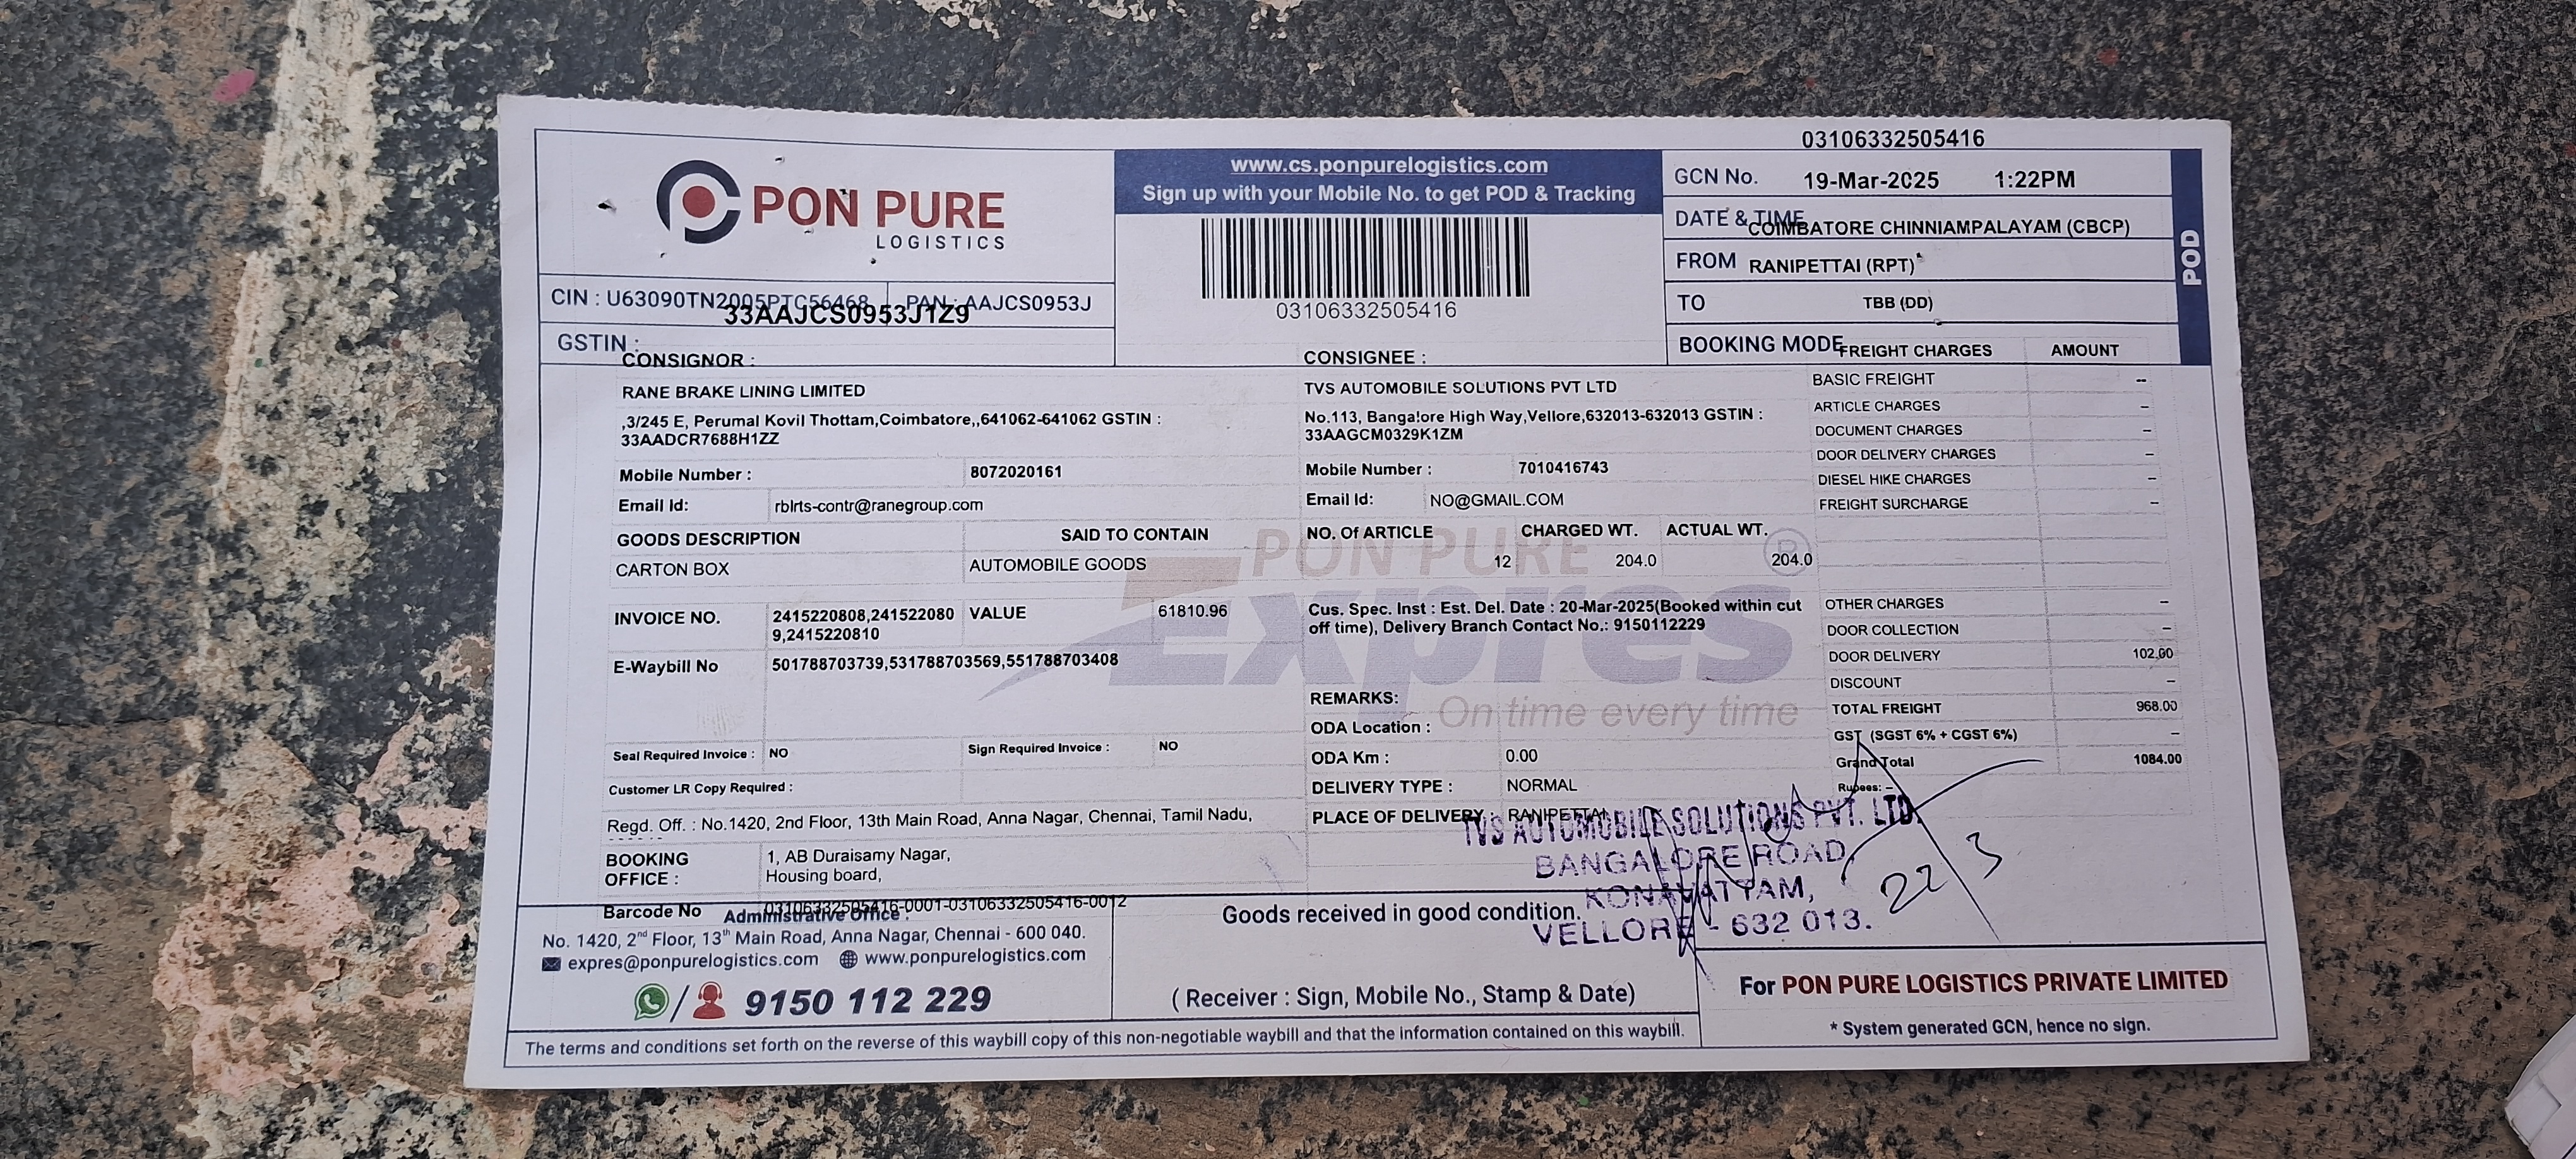 03106332505416
PON PURE
LOGISTICS
www.cs.ponpurelogistics.com
Sign up with your Mobile No. to get POD & Tracking
03106332505416
GCN No. 19-Mar-2025 1:22PM
DATE & TIME COIMBATORE CHINNIAMPALAYAM (CBCP)
FROM RANIPETTAI (RPT)
TO TBB (DD)
BOOKING MODE
POD
CIN : U63090TN2005PTC56468 PAN : AAJCS0953J
33AAJCS0953J1Z9
GSTIN :
CONSIGNOR :
RANE BRAKE LINING LIMITED
,3/245 E, Perumal Kovil Thottam,Coimbatore,,641062-641062 GSTIN :
33AADCR7688H1ZZ
Mobile Number : 8072020161
Email Id: rblrts-contr@ranegroup.com
CONSIGNEE :
TVS AUTOMOBILE SOLUTIONS PVT LTD
No.113, Bangalore High Way,Vellore,632013-632013 GSTIN :
33AAGCM0329K1ZM
Mobile Number : 7010416743
Email Id: NO@GMAIL.COM
FREIGHT CHARGES AMOUNT
BASIC FREIGHT --
ARTICLE CHARGES --
DOCUMENT CHARGES --
DOOR DELIVERY CHARGES --
DIESEL HIKE CHARGES --
FREIGHT SURCHARGE --
GOODS DESCRIPTION SAID TO CONTAIN NO. Of ARTICLE CHARGED WT. ACTUAL WT.
CARTON BOX AUTOMOBILE GOODS 12 204.0 204.0
PON PURE ®
Expres
On time every time
INVOICE NO. 2415220808,241522080 VALUE 61810.96
9,2415220810
E-Waybill No 501788703739,531788703569,551788703408
Cus. Spec. Inst : Est. Del. Date : 20-Mar-2025(Booked within cut
off time), Delivery Branch Contact No.: 9150112229
OTHER CHARGES --
DOOR COLLECTION --
DOOR DELIVERY 102.00
DISCOUNT --
TOTAL FREIGHT 968.00
GST (SGST 6% + CGST 6%) --
Grand Total 1084.00
Rupees: --
REMARKS:
ODA Location :
ODA Km : 0.00
DELIVERY TYPE : NORMAL
PLACE OF DELIVERY : RANIPETTAI
Seal Required Invoice : NO Sign Required Invoice : NO
Customer LR Copy Required :
Regd. Off. : No.1420, 2nd Floor, 13th Main Road, Anna Nagar, Chennai, Tamil Nadu,
BOOKING
OFFICE :
1, AB Duraisamy Nagar,
Housing board,
Barcode No 03106332505416-0001-03106332505416-0012
TVS AUTOMOBILE SOLUTIONS PVT. LTD.
BANGALORE ROAD,
KONAVATTAM,
VELLORE - 632 013.
22 3
Administrative Office :
No. 1420, 2nd Floor, 13th Main Road, Anna Nagar, Chennai - 600 040.
expres@ponpurelogistics.com www.ponpurelogistics.com
9150 112 229
Goods received in good condition.
( Receiver : Sign, Mobile No., Stamp & Date)
For PON PURE LOGISTICS PRIVATE LIMITED
* System generated GCN, hence no sign.
The terms and conditions set forth on the reverse of this waybill copy of this non-negotiable waybill and that the information contained on this waybill.